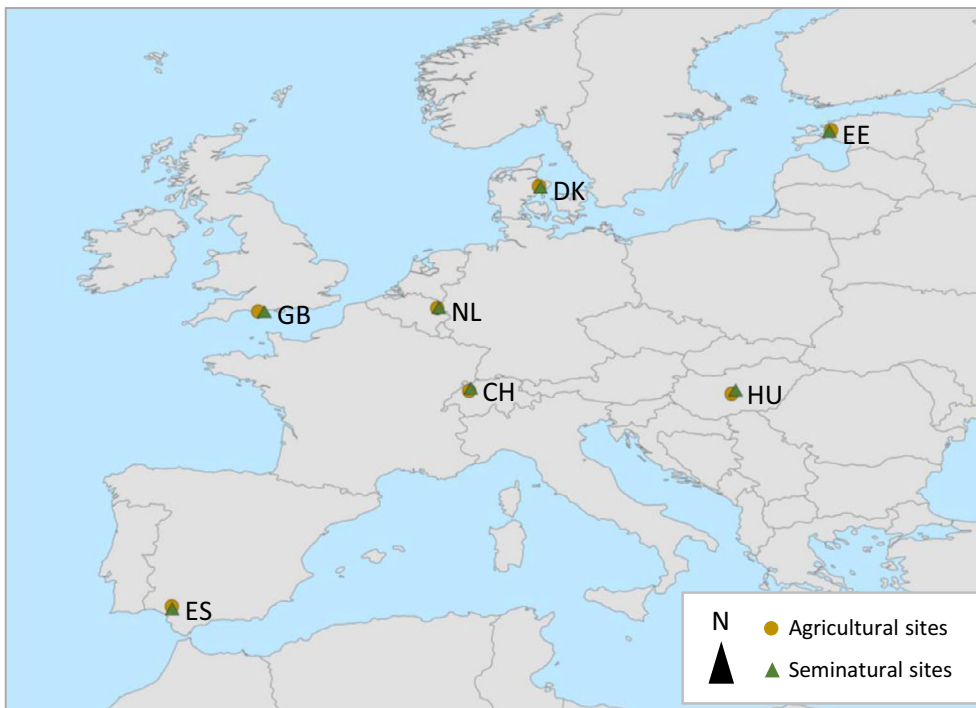 EE
DK
GB
NL
CH
HU
ES
N
Agricultural sites
Seminatural sites